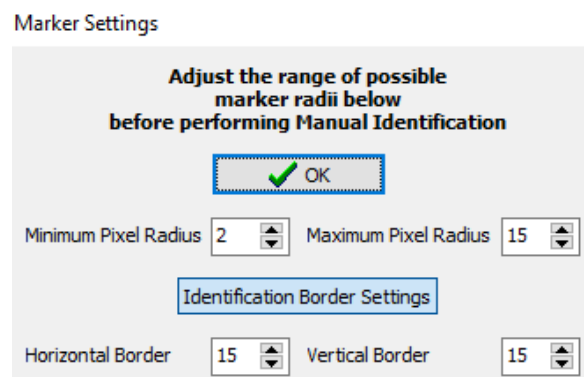 Marker Settings
Adjust the range of possible
marker radii below
before performing Manual Identification
OK
Minimum Pixel Radius 2 Maximum Pixel Radius 15
Identification Border Settings
Horizontal Border 15 Vertical Border 15